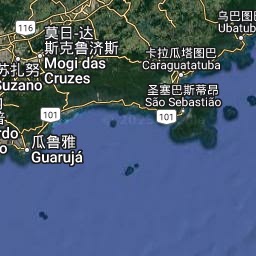 乌巴图巴
Ubatuba
116
莫日-达
斯克鲁济斯
Mogi das
Cruzes
卡拉瓜塔图巴
Caraguatatuba
苏扎努
Suzano
圣塞巴斯蒂昂
São Sebastião
101
101
瓜鲁雅
Guarujá